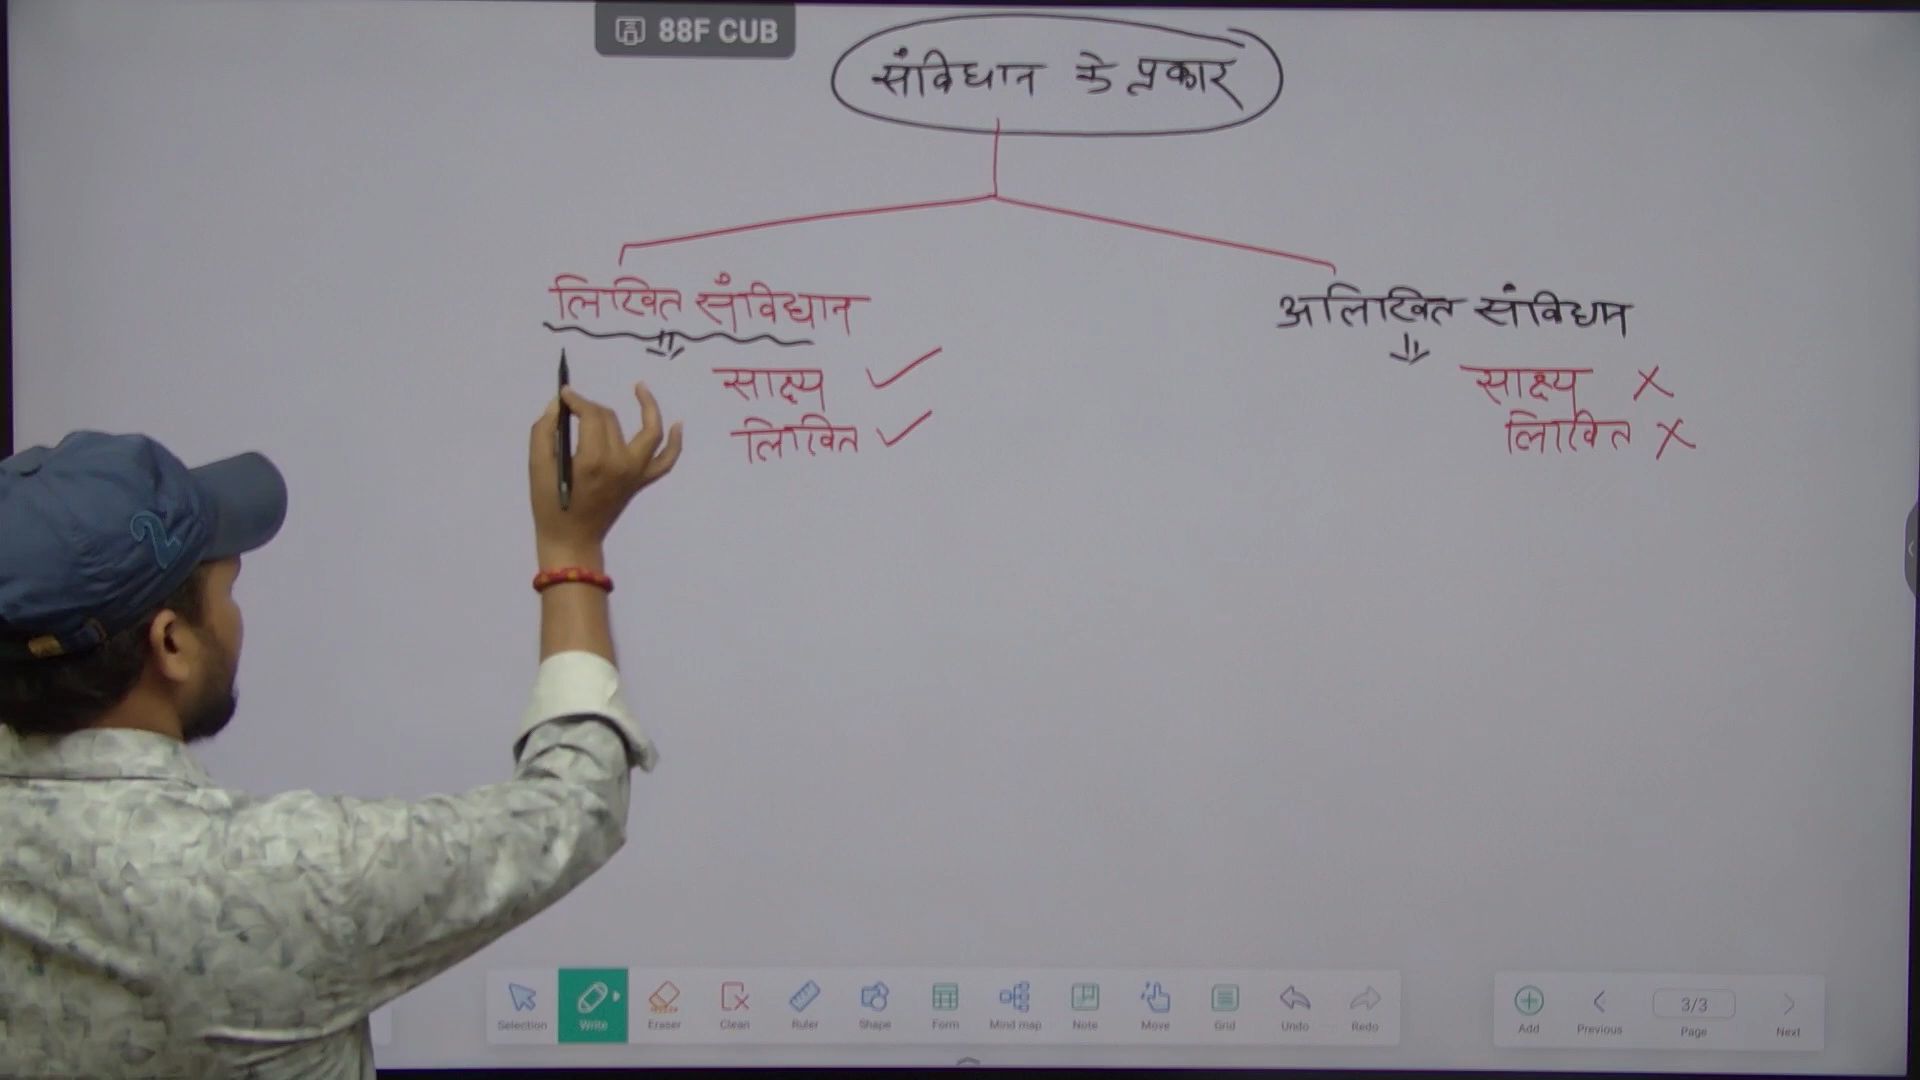 88F CUB
संविधान के प्रकार
लिखित संविधान
अलिखित संविधान
साक्ष्य ✓
साक्ष्य X
लिखित ✓
लिखित X
2
Selection
Write
Eraser
Clean
Ruler
Shape
Form
Mind map
Note
Move
Grid
Undo
Redo
Add
Previous
3/3
Page
Next